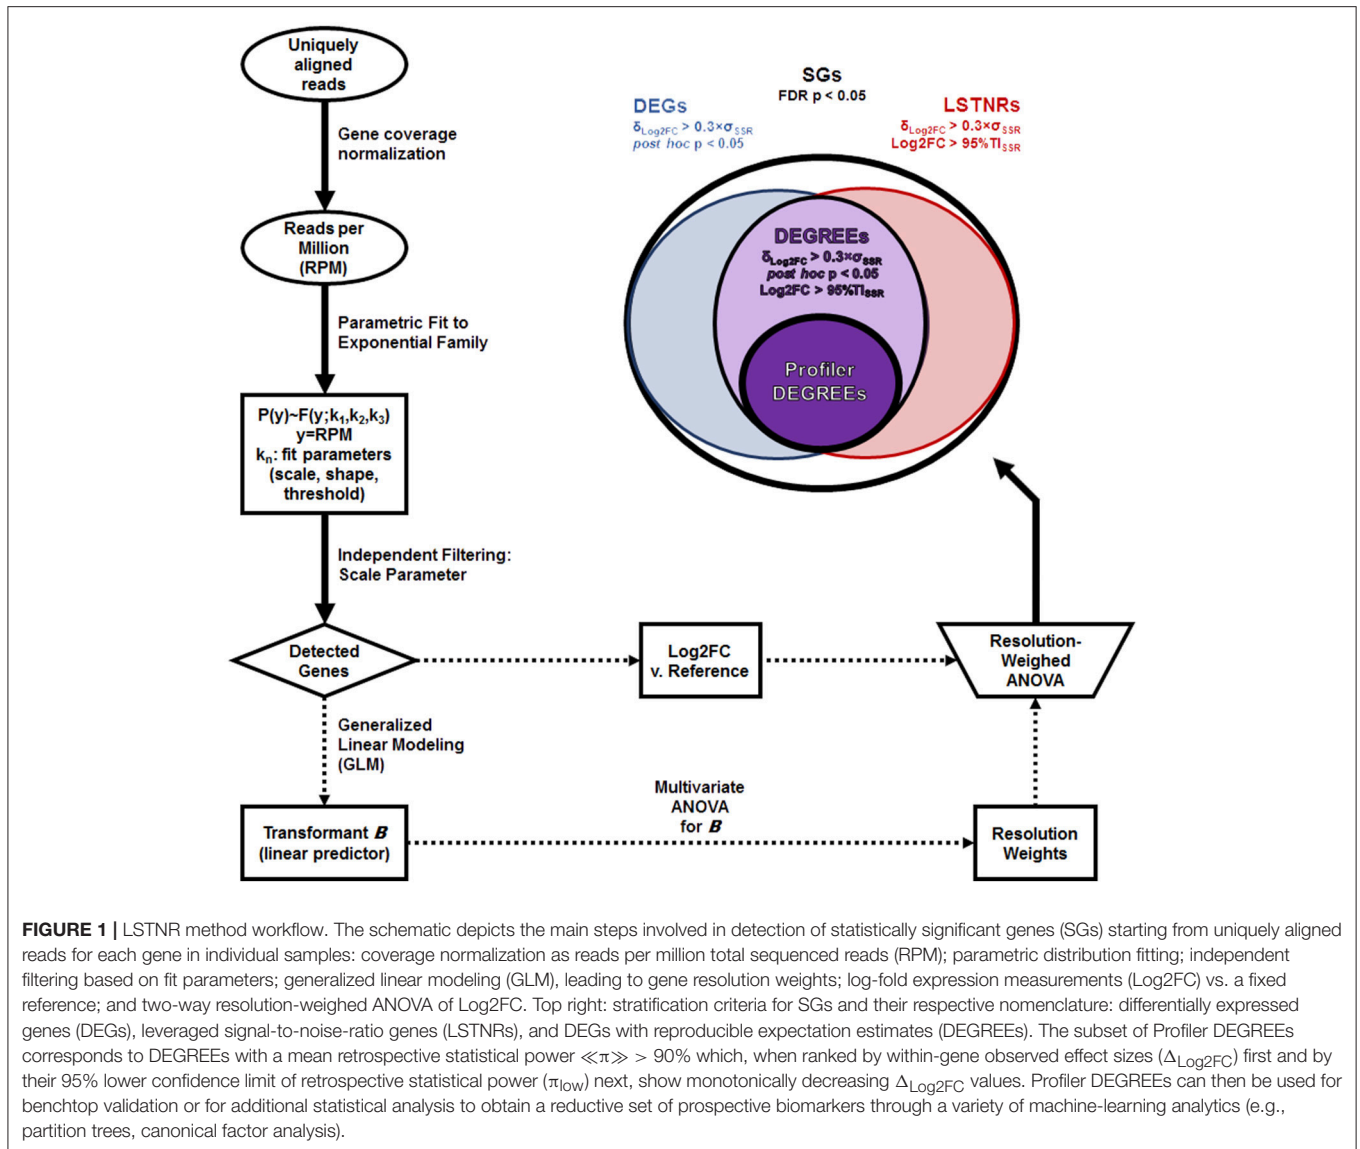 Uniquely
aligned
reads
Gene coverage
normalization
Reads per
Million
(RPM)
Parametric Fit to
Exponential Family
P(y)~F(y;k₁,k₂,k₃)
y=RPM
kₙ: fit parameters
(scale, shape,
threshold)
Independent Filtering:
Scale Parameter
Detected
Genes
Generalized
Linear Modeling
(GLM)
Transformant B
(linear predictor)
Multivariate
ANOVA
for B
Resolution
Weights
Log2FC
v. Reference
Resolution-
Weighed
ANOVA
SGs
FDR p < 0.05
DEGs
δLog2FC > 0.3×σSSR
post hoc p < 0.05
LSTNRs
δLog2FC > 0.3×σSSR
Log2FC > 95%TISSR
DEGREEs
δLog2FC > 0.3×σSSR
post hoc p < 0.05
Log2FC > 95%TISSR
Profiler
DEGREEs
FIGURE 1 | LSTNR method workflow. The schematic depicts the main steps involved in detection of statistically significant genes (SGs) starting from uniquely aligned
reads for each gene in individual samples: coverage normalization as reads per million total sequenced reads (RPM); parametric distribution fitting; independent
filtering based on fit parameters; generalized linear modeling (GLM), leading to gene resolution weights; log-fold expression measurements (Log2FC) vs. a fixed
reference; and two-way resolution-weighed ANOVA of Log2FC. Top right: stratification criteria for SGs and their respective nomenclature: differentially expressed
genes (DEGs), leveraged signal-to-noise-ratio genes (LSTNRs), and DEGs with reproducible expectation estimates (DEGREEs). The subset of Profiler DEGREEs
corresponds to DEGREEs with a mean retrospective statistical power ≪π≫ > 90% which, when ranked by within-gene observed effect sizes (ΔLog2FC) first and by
their 95% lower confidence limit of retrospective statistical power (πlow) next, show monotonically decreasing ΔLog2FC values. Profiler DEGREEs can then be used for
benchtop validation or for additional statistical analysis to obtain a reductive set of prospective biomarkers through a variety of machine-learning analytics (e.g.,
partition trees, canonical factor analysis).